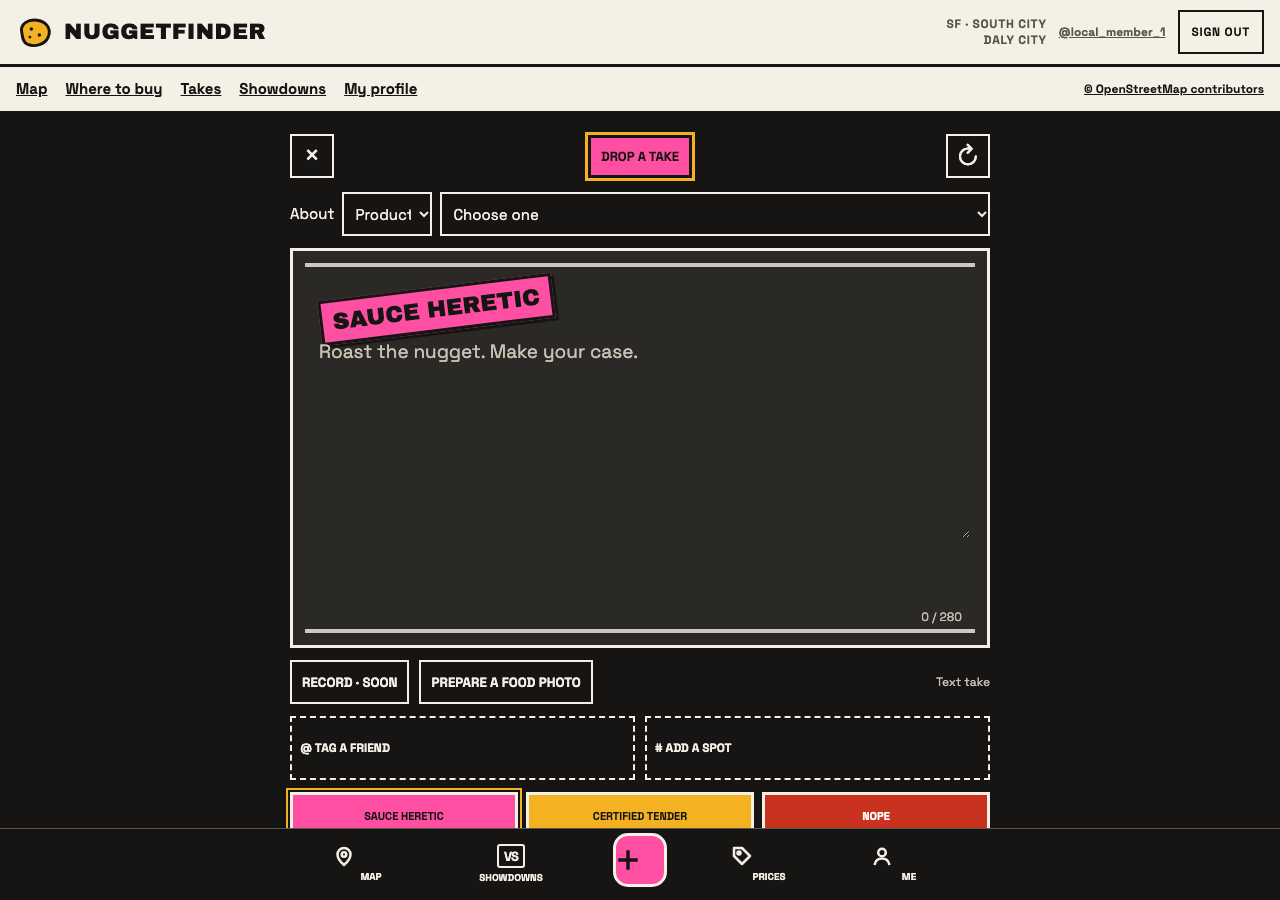 NUGGETFINDER
SF · SOUTH CITY
DALY CITY
@local_member_1
SIGN OUT
Map
Where to buy
Takes
Showdowns
My profile
© OpenStreetMap contributors
×
DROP A TAKE
About
Product
Choose one
SAUCE HERETIC
Roast the nugget. Make your case.
0 / 280
RECORD · SOON
PREPARE A FOOD PHOTO
Text take
@ TAG A FRIEND
# ADD A SPOT
SAUCE HERETIC
CERTIFIED TENDER
NOPE
MAP
VS
SHOWDOWNS
+
PRICES
ME